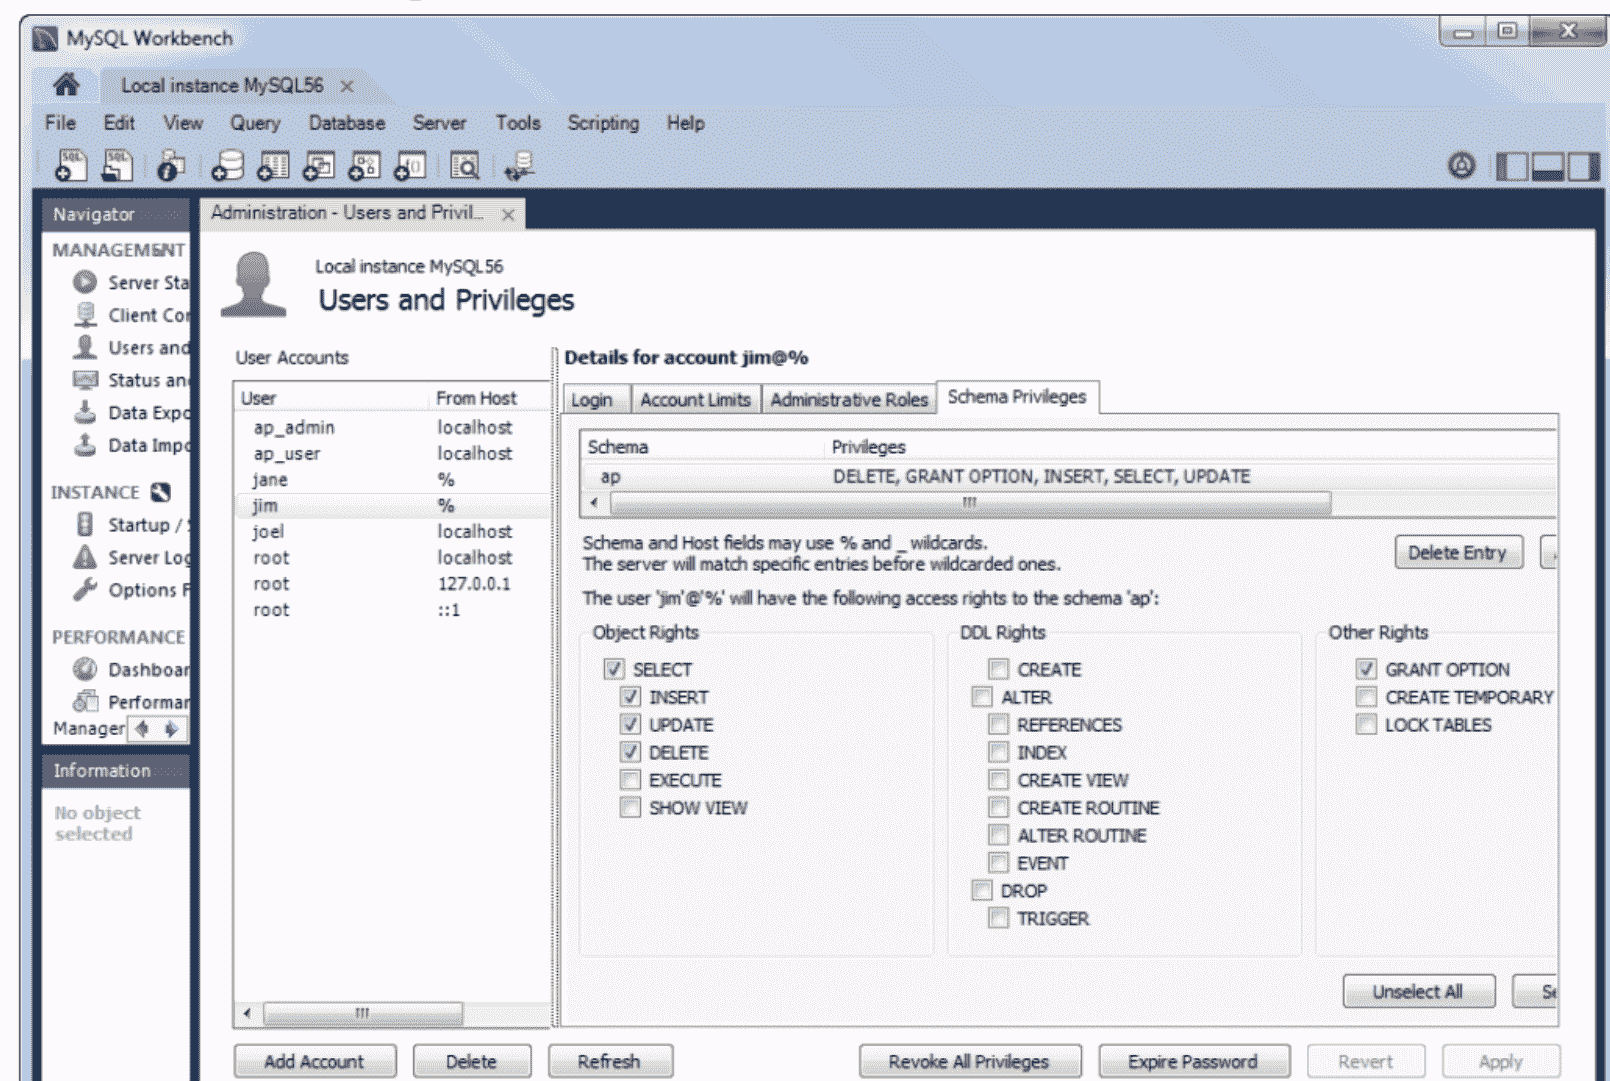 MySQL Workbench
Local instance MySQL56
File Edit View Query Database Server Tools Scripting Help
Navigator
Administration - Users and Privil...
MANAGEMENT
Server Sta
Client Cor
Users and
Status an
Data Expo
Data Impo
INSTANCE
Startup /
Server Log
Options F
PERFORMANCE
Dashboar
Performar
Manager
Information
No object
selected
Local instance MySQL56
Users and Privileges
User Accounts
User From Host
ap_admin localhost
ap_user localhost
jane %
jim %
joel localhost
root localhost
root 127.0.0.1
root ::1
Details for account jim@%
Login Account Limits Administrative Roles Schema Privileges
Schema Privileges
ap DELETE, GRANT OPTION, INSERT, SELECT, UPDATE
Schema and Host fields may use % and _ wildcards.
The server will match specific entries before wildcarded ones.
Delete Entry
The user 'jim'@'%' will have the following access rights to the schema 'ap':
Object Rights
SELECT
INSERT
UPDATE
DELETE
EXECUTE
SHOW VIEW
DDL Rights
CREATE
ALTER
REFERENCES
INDEX
CREATE VIEW
CREATE ROUTINE
ALTER ROUTINE
EVENT
DROP
TRIGGER
Other Rights
GRANT OPTION
CREATE TEMPORARY
LOCK TABLES
Unselect All Se
Add Account Delete Refresh Revoke All Privileges Expire Password Revert Apply